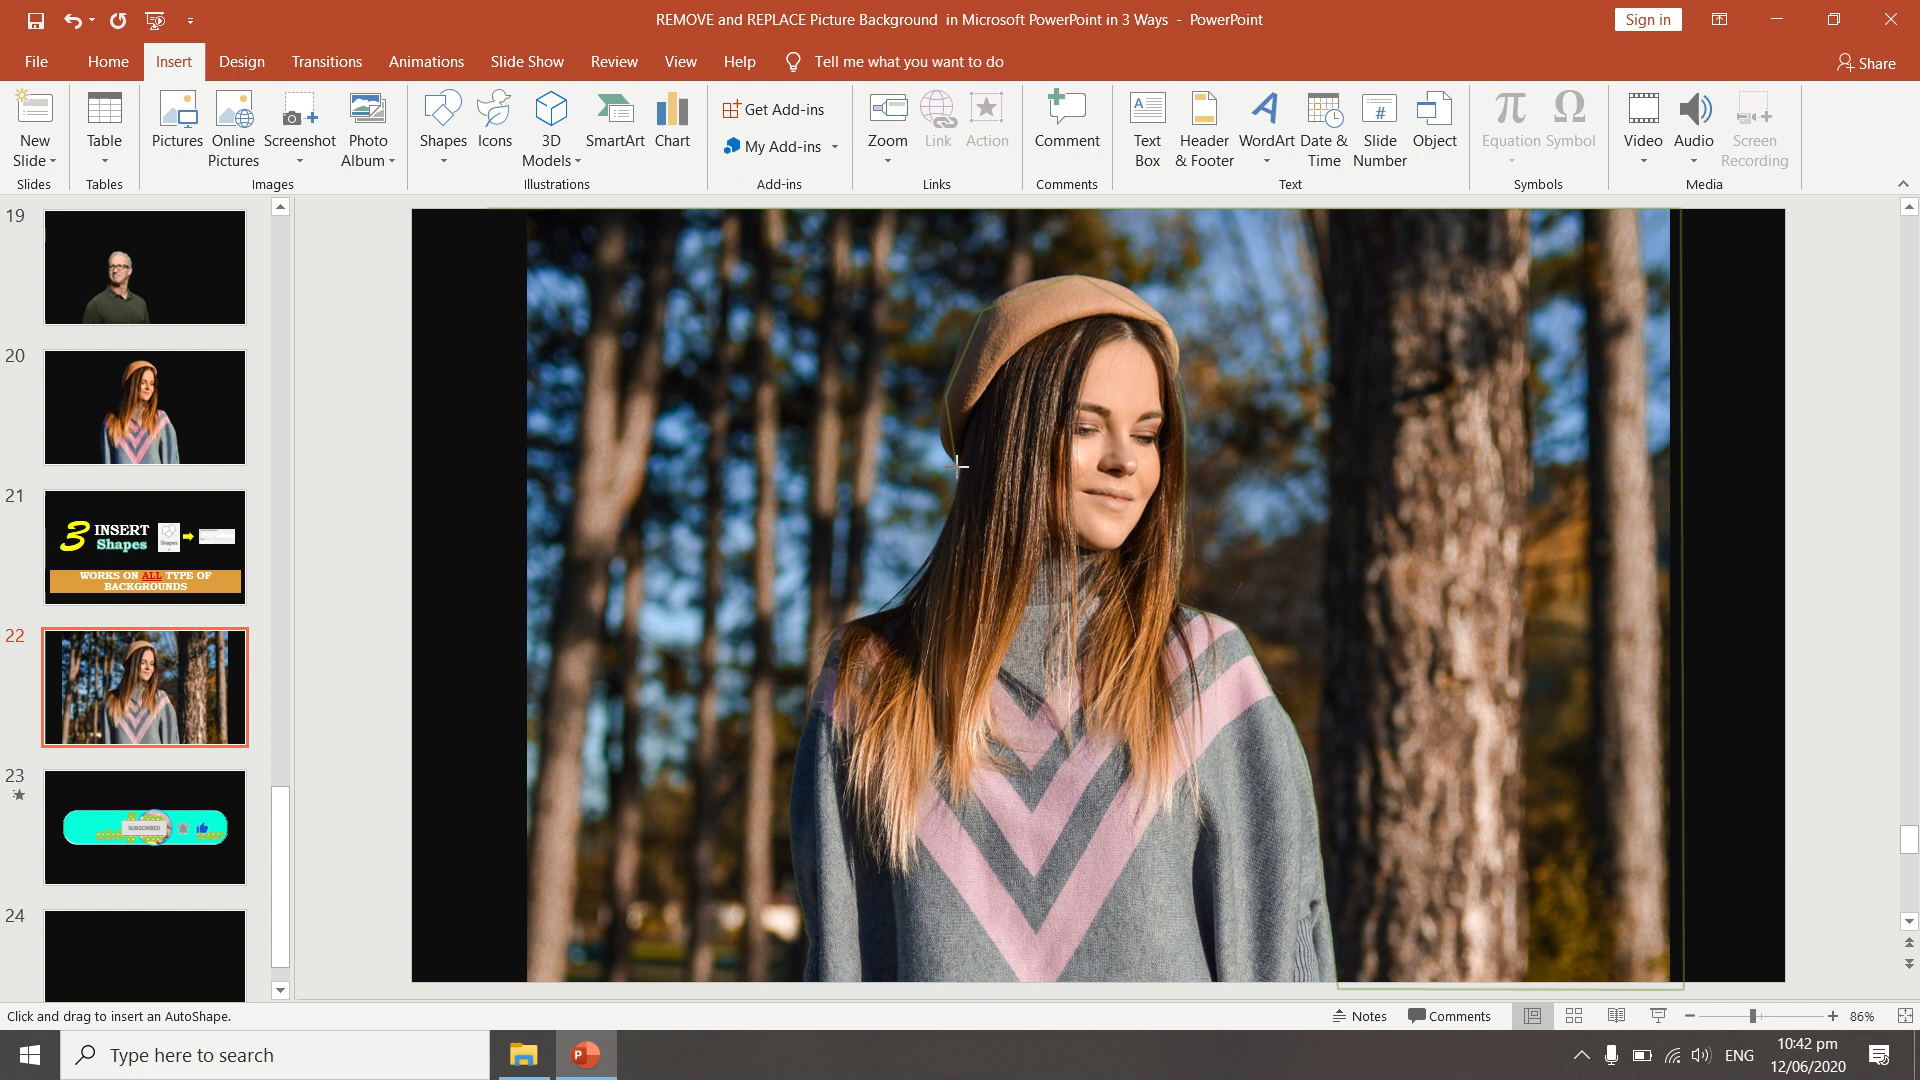 REMOVE and REPLACE Picture Background in Microsoft PowerPoint in 3 Ways - PowerPoint
Sign in
File Home Insert Design Transitions Animations Slide Show Review View Help Tell me what you want to do
Share
New Slide
Table
Pictures
Online Pictures
Screenshot
Photo Album
Shapes
Icons
3D Models
SmartArt
Chart
Get Add-ins
My Add-ins
Zoom
Link
Action
Comment
Text Box
Header & Footer
WordArt
Date & Time
Slide Number
Object
Equation
Symbol
Video
Audio
Screen Recording
Slides Tables Images Illustrations Add-ins Links Comments Text Symbols Media
19
20
21
3 INSERT
Shapes
Shapes
WORKS ON ALL TYPE OF
BACKGROUNDS
22
23
SUBSCRIBED
24
Click and drag to insert an AutoShape.
Notes Comments 86%
Type here to search
ENG
10:42 pm
12/06/2020